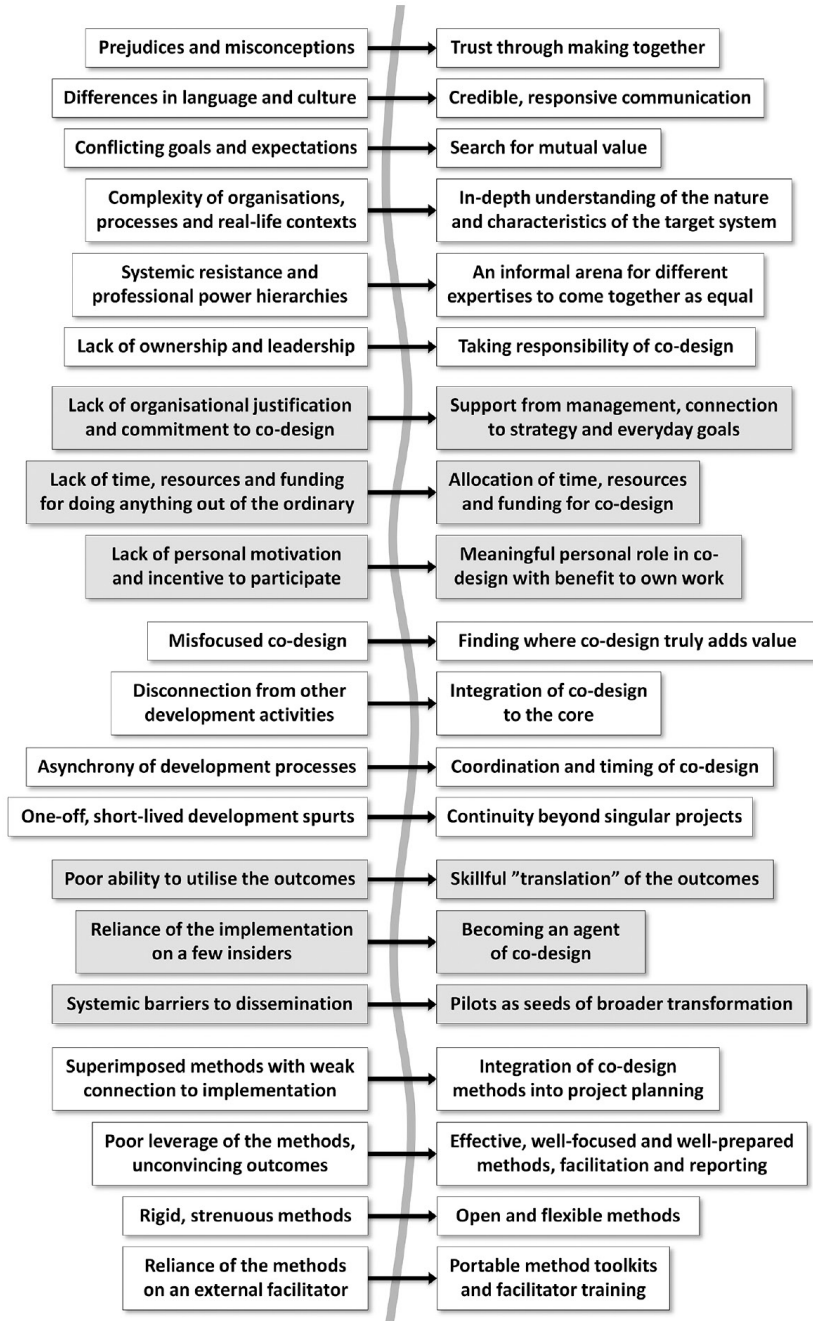 Prejudices and misconceptions
Trust through making together
Differences in language and culture
Credible, responsive communication
Conflicting goals and expectations
Search for mutual value
Complexity of organisations,
processes and real-life contexts
In-depth understanding of the nature
and characteristics of the target system
Systemic resistance and
professional power hierarchies
An informal arena for different
expertises to come together as equal
Lack of ownership and leadership
Taking responsibility of co-design
Lack of organisational justification
and commitment to co-design
Support from management, connection
to strategy and everyday goals
Lack of time, resources and funding
for doing anything out of the ordinary
Allocation of time, resources
and funding for co-design
Lack of personal motivation
and incentive to participate
Meaningful personal role in co-
design with benefit to own work
Misfocused co-design
Finding where co-design truly adds value
Disconnection from other
development activities
Integration of co-design
to the core
Asynchrony of development processes
Coordination and timing of co-design
One-off, short-lived development spurts
Continuity beyond singular projects
Poor ability to utilise the outcomes
Skillful ”translation” of the outcomes
Reliance of the implementation
on a few insiders
Becoming an agent
of co-design
Systemic barriers to dissemination
Pilots as seeds of broader transformation
Superimposed methods with weak
connection to implementation
Integration of co-design
methods into project planning
Poor leverage of the methods,
unconvincing outcomes
Effective, well-focused and well-prepared
methods, facilitation and reporting
Rigid, strenuous methods
Open and flexible methods
Reliance of the methods
on an external facilitator
Portable method toolkits
and facilitator training